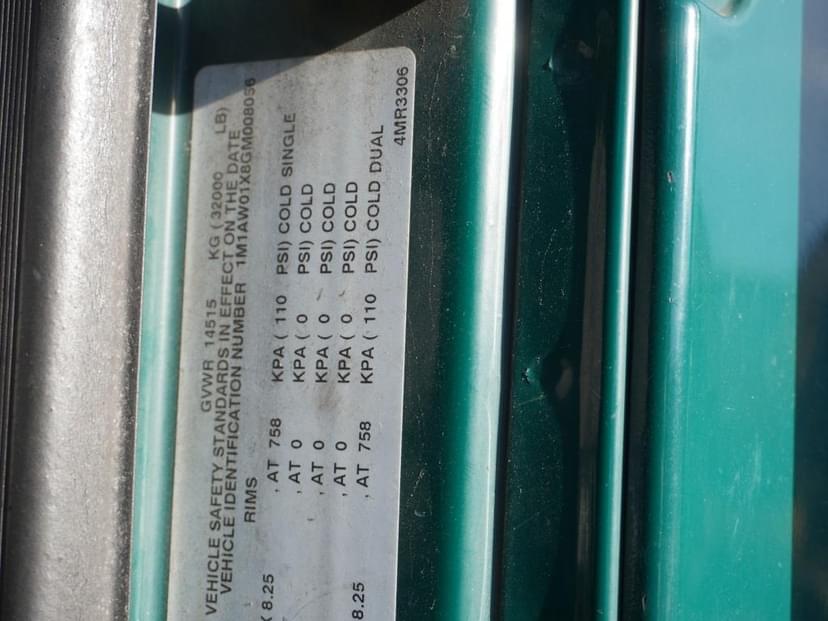 GVWR 14515 KG ( 32000 LB)
VEHICLE SAFETY STANDARDS IN EFFECT ON THE DATE
VEHICLE IDENTIFICATION NUMBER 1M1AW01X8GM008056
RIMS
X 8.25 , AT 758 KPA ( 110 PSI) COLD SINGLE
, AT 0 KPA ( 0 PSI) COLD
, AT 0 KPA ( 0 PSI) COLD
, AT 0 KPA ( 0 PSI) COLD
8.25 , AT 758 KPA ( 110 PSI) COLD DUAL
4MR3306